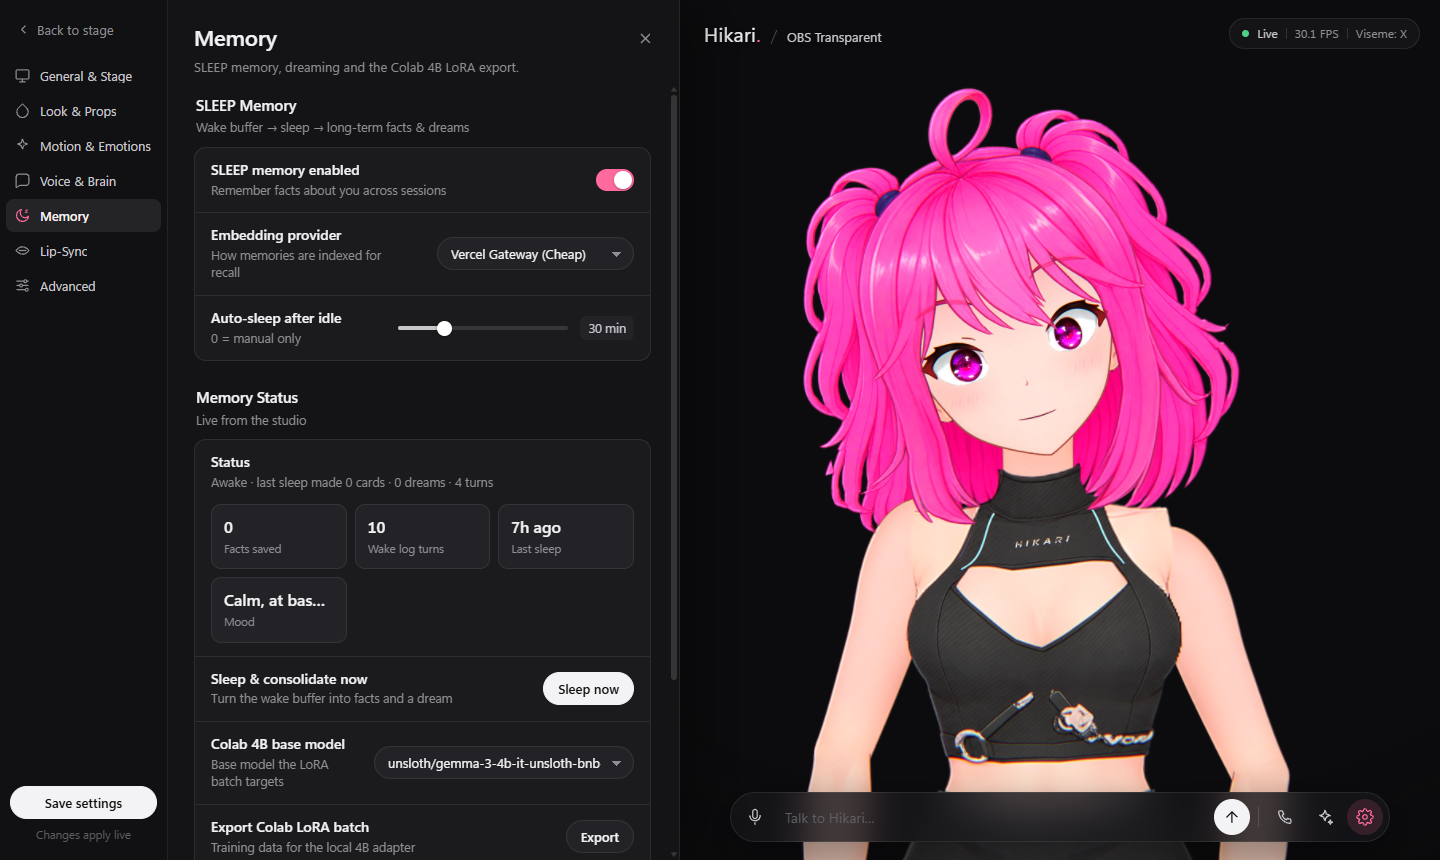 Back to stage
General & Stage
Look & Props
Motion & Emotions
Voice & Brain
Memory
Lip-Sync
Advanced
Save settings
Changes apply live
Memory
SLEEP memory, dreaming and the Colab 4B LoRA export.
SLEEP Memory
Wake buffer → sleep → long-term facts & dreams
SLEEP memory enabled
Remember facts about you across sessions
Embedding provider
How memories are indexed for
recall
Vercel Gateway (Cheap)
Auto-sleep after idle
0 = manual only
30 min
Memory Status
Live from the studio
Status
Awake · last sleep made 0 cards · 0 dreams · 4 turns
0
Facts saved
10
Wake log turns
7h ago
Last sleep
Calm, at bas...
Mood
Sleep & consolidate now
Turn the wake buffer into facts and a dream
Sleep now
Colab 4B base model
Base model the LoRA
batch targets
unsloth/gemma-3-4b-it-unsloth-bnb
Export Colab LoRA batch
Training data for the local 4B adapter
Export
Hikari. / OBS Transparent
Live
30.1 FPS
Viseme: X
HIKARI
Talk to Hikari...